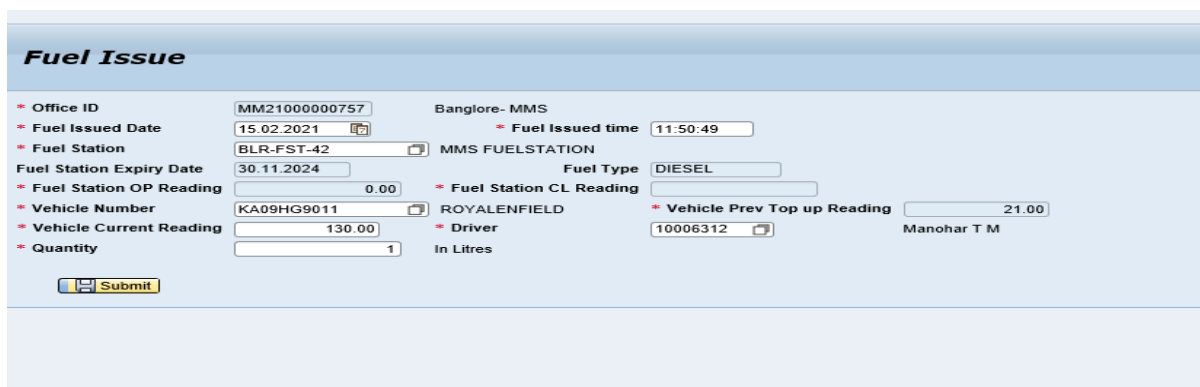 Fuel Issue
* Office ID MM21000000757 Banglore- MMS
* Fuel Issued Date 15.02.2021 * Fuel Issued time 11:50:49
* Fuel Station BLR-FST-42 MMS FUELSTATION
Fuel Station Expiry Date 30.11.2024 Fuel Type DIESEL
* Fuel Station OP Reading 0.00 * Fuel Station CL Reading
* Vehicle Number KA09HG9011 ROYALENFIELD * Vehicle Prev Top up Reading 21.00
* Vehicle Current Reading 130.00 * Driver 10006312 Manohar T M
* Quantity 1 In Litres
Submit